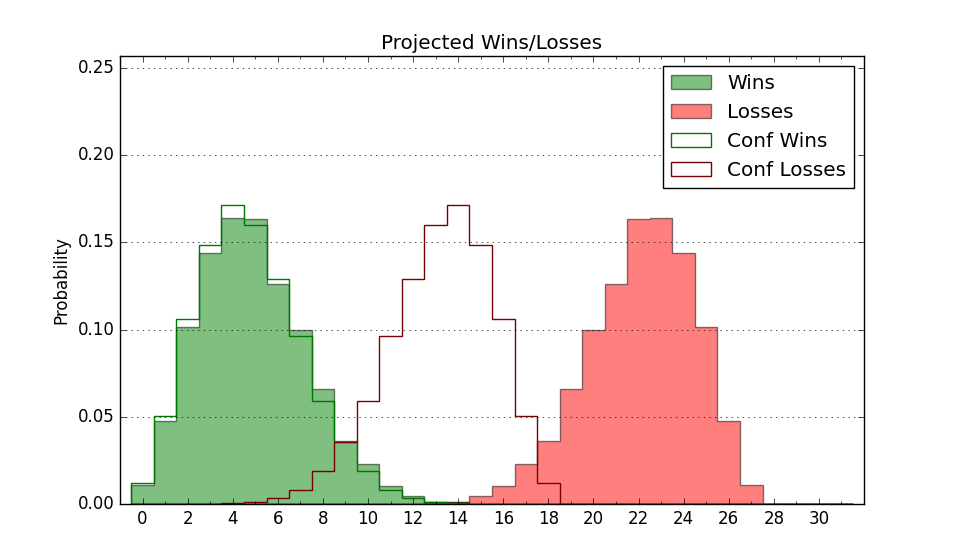 Projected Wins/Losses
0.25
0.20
0.15
0.10
0.05
0.00
Probability
Wins
Losses
Conf Wins
Conf Losses
0 2 4 6 8 10 12 14 16 18 20 22 24 26 28 30